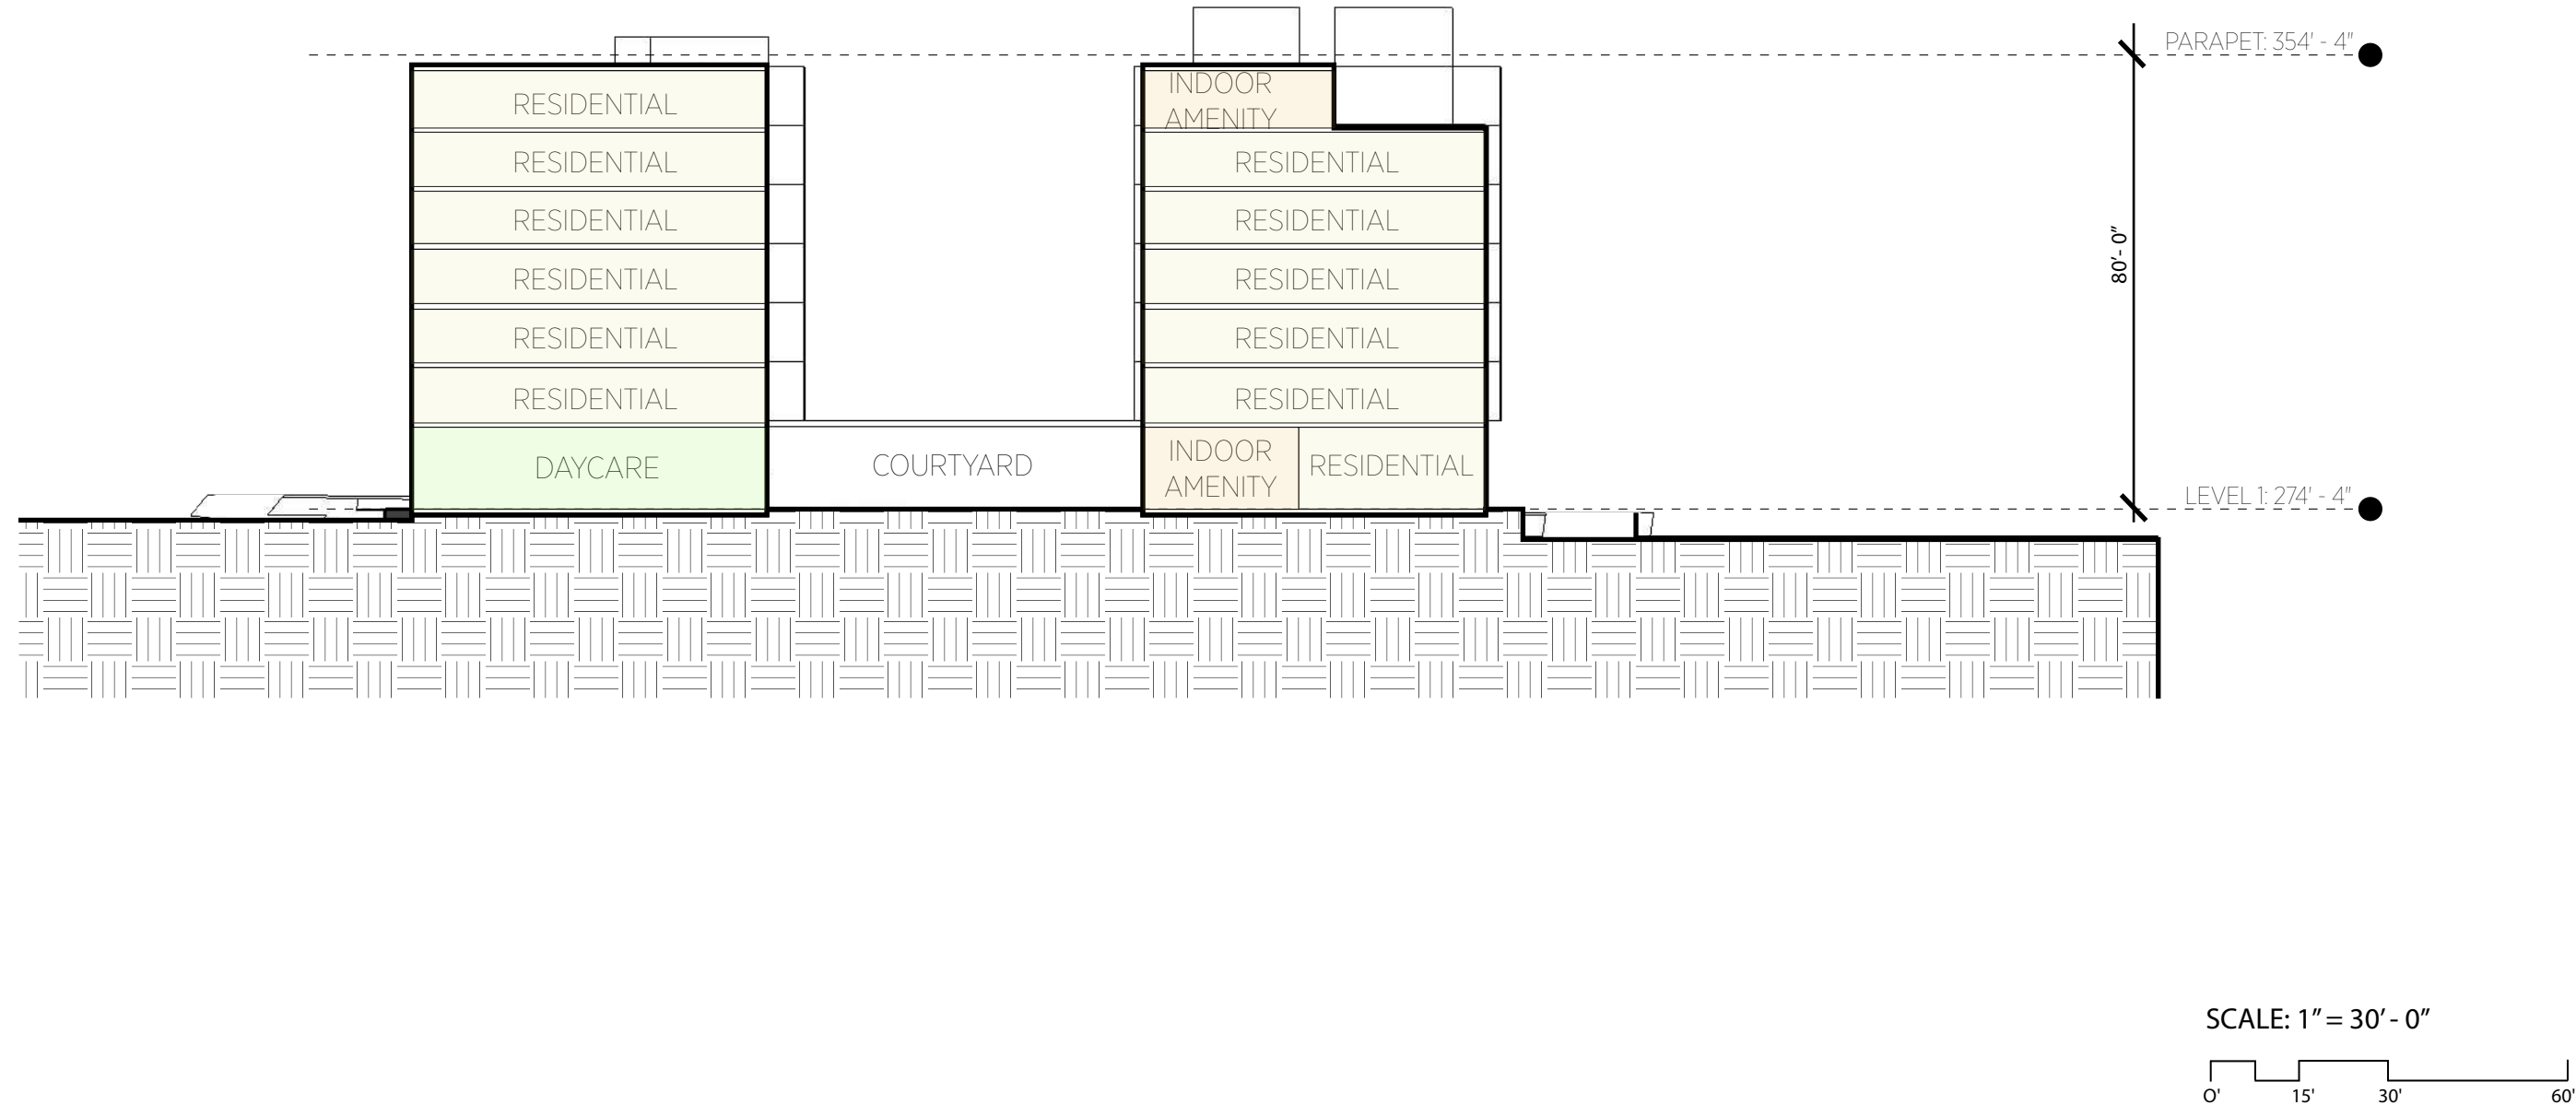 PARAPET: 354' - 4"
INDOOR
AMENITY
RESIDENTIAL
RESIDENTIAL
RESIDENTIAL
RESIDENTIAL
RESIDENTIAL
RESIDENTIAL
80'- 0"
RESIDENTIAL
RESIDENTIAL
RESIDENTIAL
RESIDENTIAL
RESIDENTIAL
DAYCARE
COURTYARD
INDOOR
AMENITY
RESIDENTIAL
LEVEL 1: 274' - 4"
SCALE: 1" = 30' - 0"
0' 15' 30' 60'